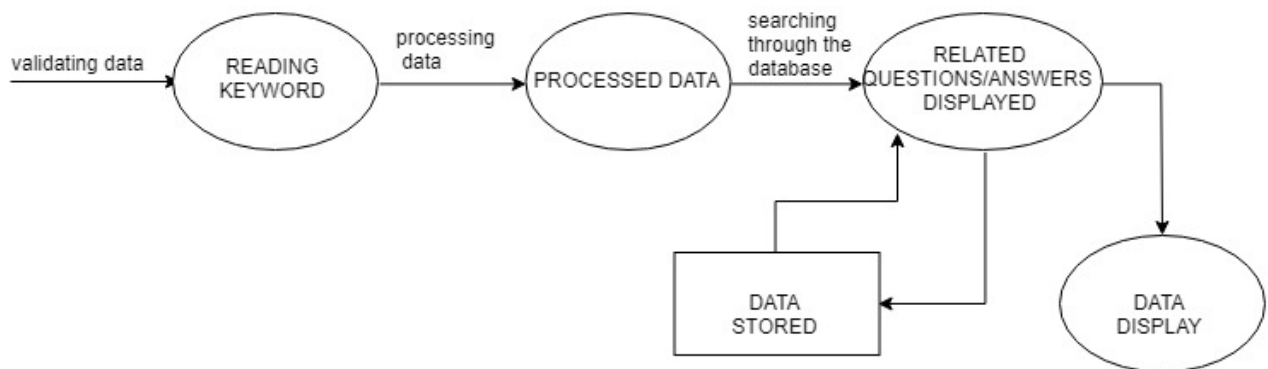 validating data
READING
KEYWORD
processing
data
PROCESSED DATA
searching
through the
database
RELATED
QUESTIONS/ANSWERS
DISPLAYED
DATA
STORED
DATA
DISPLAY